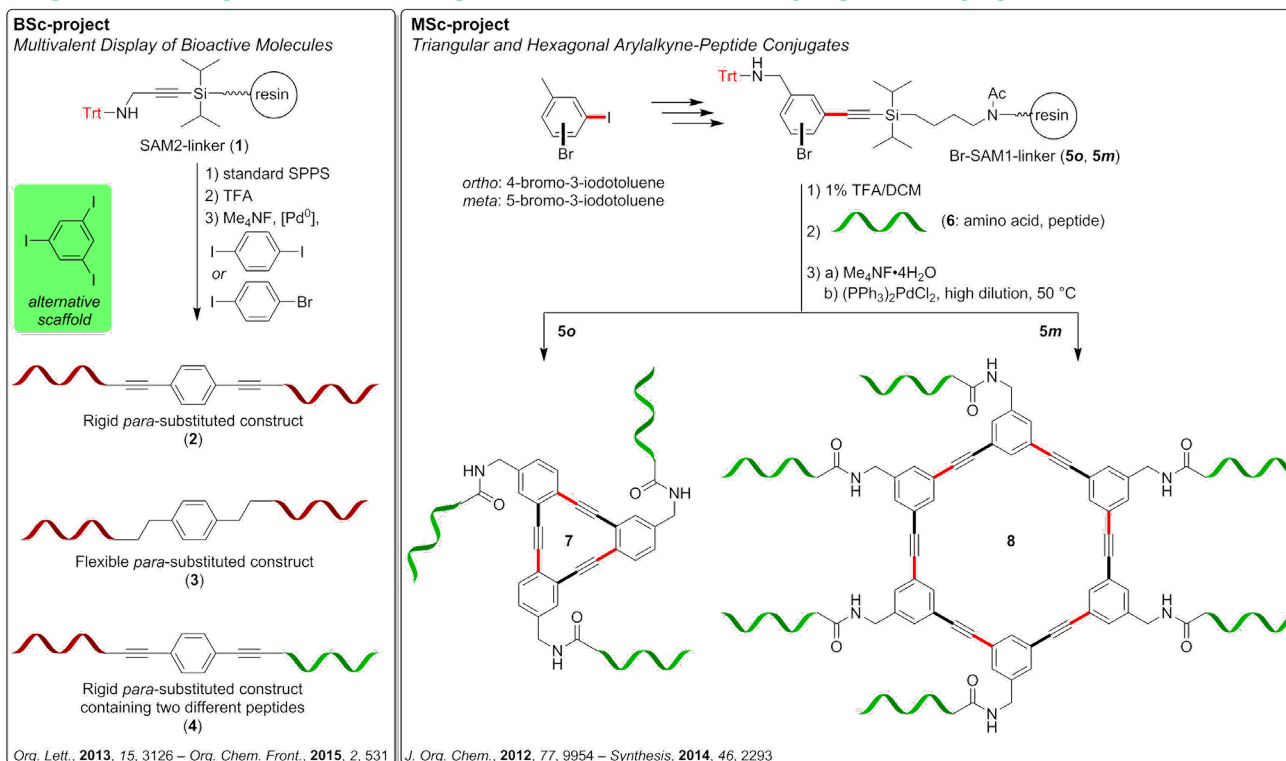 BSc-project
Multivalent Display of Bioactive Molecules
Trt
NH
Si
resin
SAM2-linker (1)
1) standard SPPS
2) TFA
3) Me4NF, [Pd0],
I
I
or
I
Br
I
I
I
alternative
scaffold
Rigid para-substituted construct
(2)
Flexible para-substituted construct
(3)
Rigid para-substituted construct
containing two different peptides
(4)
Org. Lett., 2013, 15, 3126 – Org. Chem. Front., 2015, 2, 531
MSc-project
Triangular and Hexagonal Arylalkyne-Peptide Conjugates
I
Br
ortho: 4-bromo-3-iodotoluene
meta: 5-bromo-3-iodotoluene
H
Trt
N
Br
Si
Ac
N
resin
Br-SAM1-linker (5o, 5m)
1) 1% TFA/DCM
2)
(6: amino acid, peptide)
3) a) Me4NF•4H2O
b) (PPh3)2PdCl2, high dilution, 50 °C
5o
5m
NH
O
O
NH
7
O
N
H
H
N
O
O
N
H
O
N
H
8
O
N
H
O
N
H
O
N
H
J. Org. Chem., 2012, 77, 9954 – Synthesis, 2014, 46, 2293